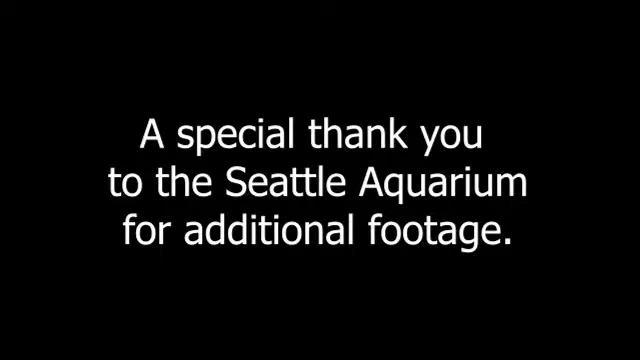 A special thank you
to the Seattle Aquarium
for additional footage.